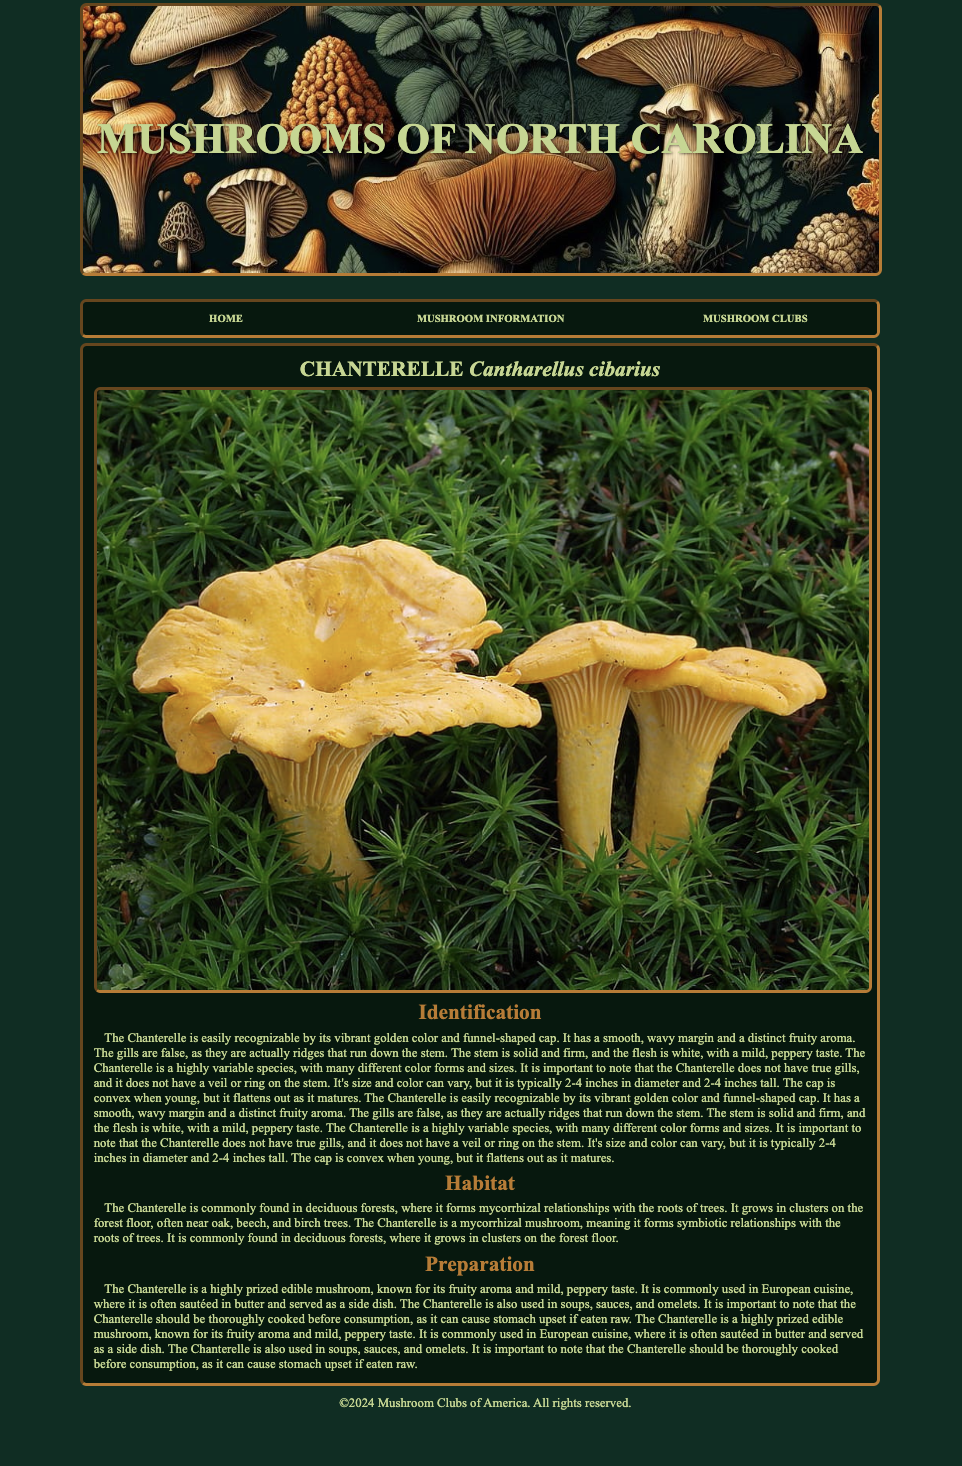 MUSHROOMS OF NORTH CAROLINA
HOME
MUSHROOM INFORMATION
MUSHROOM CLUBS
CHANTERELLE Cantharellus cibarius
Identification
The Chanterelle is easily recognizable by its vibrant golden color and funnel-shaped cap. It has a smooth, wavy margin and a distinct fruity aroma.
The gills are false, as they are actually ridges that run down the stem. The stem is solid and firm, and the flesh is white, with a mild, peppery taste. The
Chanterelle is a highly variable species, with many different color forms and sizes. It is important to note that the Chanterelle does not have true gills,
and it does not have a veil or ring on the stem. It's size and color can vary, but it is typically 2-4 inches in diameter and 2-4 inches tall. The cap is
convex when young, but it flattens out as it matures. The Chanterelle is easily recognizable by its vibrant golden color and funnel-shaped cap. It has a
smooth, wavy margin and a distinct fruity aroma. The gills are false, as they are actually ridges that run down the stem. The stem is solid and firm, and
the flesh is white, with a mild, peppery taste. The Chanterelle is a highly variable species, with many different color forms and sizes. It is important to
note that the Chanterelle does not have true gills, and it does not have a veil or ring on the stem. It's size and color can vary, but it is typically 2-4
inches in diameter and 2-4 inches tall. The cap is convex when young, but it flattens out as it matures.
Habitat
The Chanterelle is commonly found in deciduous forests, where it forms mycorrhizal relationships with the roots of trees. It grows in clusters on the
forest floor, often near oak, beech, and birch trees. The Chanterelle is a mycorrhizal mushroom, meaning it forms symbiotic relationships with the
roots of trees. It is commonly found in deciduous forests, where it grows in clusters on the forest floor.
Preparation
The Chanterelle is a highly prized edible mushroom, known for its fruity aroma and mild, peppery taste. It is commonly used in European cuisine,
where it is often sautéed in butter and served as a side dish. The Chanterelle is also used in soups, sauces, and omelets. It is important to note that the
Chanterelle should be thoroughly cooked before consumption, as it can cause stomach upset if eaten raw. The Chanterelle is a highly prized edible
mushroom, known for its fruity aroma and mild, peppery taste. It is commonly used in European cuisine, where it is often sautéed in butter and served
as a side dish. The Chanterelle is also used in soups, sauces, and omelets. It is important to note that the Chanterelle should be thoroughly cooked
before consumption, as it can cause stomach upset if eaten raw.
©2024 Mushroom Clubs of America. All rights reserved.